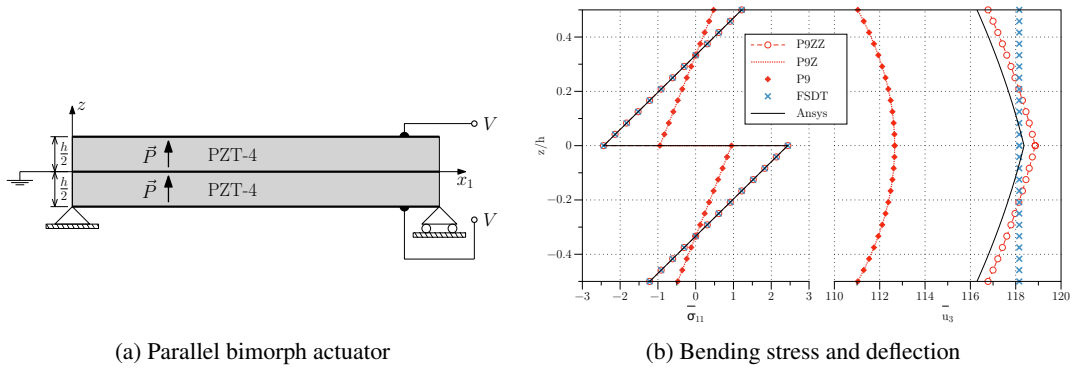 z
V
h/2
P⃗ PZT-4
x₁
h/2
P⃗ PZT-4
V
(a) Parallel bimorph actuator
z/h
0.4
0.2
0
−0.2
−0.4
P9ZZ
P9Z
P9
FSDT
Ansys
−3 −2 −1 0 1 2 3
σ̅₁₁
110 112 114 116 118 120
u̅₃
(b) Bending stress and deflection